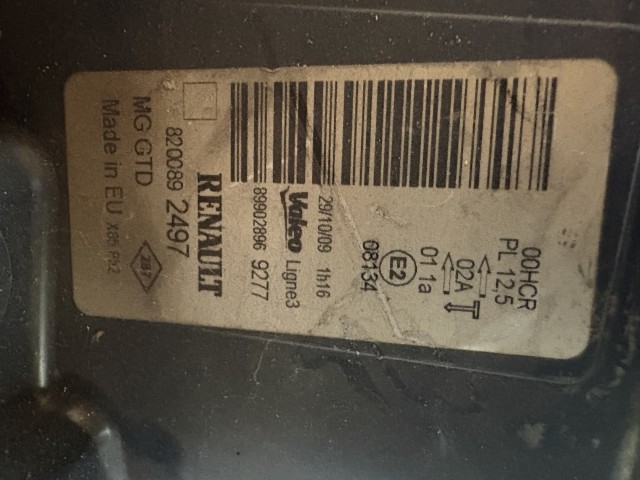 00HCR
PL 12,5
02A
01 1a
E2
08134
29/10/09 1h16
Valeo Ligne3
89902896 9277
RENAULT
820089 2497
MG GTD
Made in EU X85 Ph2